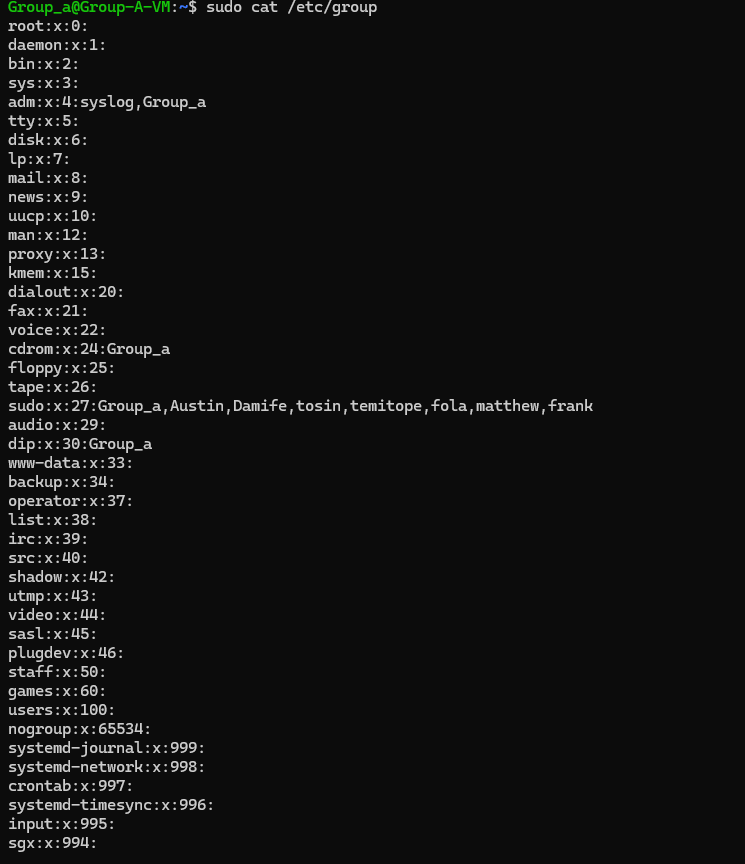 Group_a@Group-A-VM:~$ sudo cat /etc/group
root:x:0:
daemon:x:1:
bin:x:2:
sys:x:3:
adm:x:4:syslog,Group_a
tty:x:5:
disk:x:6:
lp:x:7:
mail:x:8:
news:x:9:
uucp:x:10:
man:x:12:
proxy:x:13:
kmem:x:15:
dialout:x:20:
fax:x:21:
voice:x:22:
cdrom:x:24:Group_a
floppy:x:25:
tape:x:26:
sudo:x:27:Group_a,Austin,Damife,tosin,temitope,fola,matthew,frank
audio:x:29:
dip:x:30:Group_a
www-data:x:33:
backup:x:34:
operator:x:37:
list:x:38:
irc:x:39:
src:x:40:
shadow:x:42:
utmp:x:43:
video:x:44:
sasl:x:45:
plugdev:x:46:
staff:x:50:
games:x:60:
users:x:100:
nogroup:x:65534:
systemd-journal:x:999:
systemd-network:x:998:
crontab:x:997:
systemd-timesync:x:996:
input:x:995:
sgx:x:994: